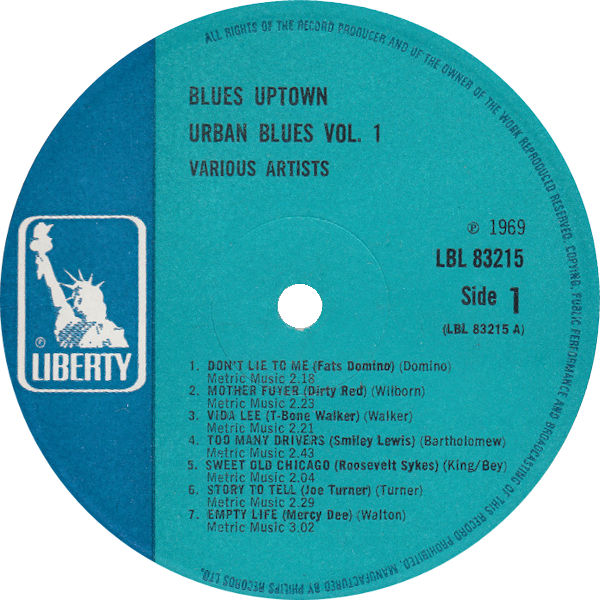 ALL RIGHTS OF THE RECORD PRODUCER AND OF THE OWNER OF THE WORK REPRODUCED RESERVED. COPYING, PUBLIC PERFORMANCE AND BROADCASTING OF THIS RECORD PROHIBITED. MANUFACTURED BY PHILIPS RECORDS LTD.
BLUES UPTOWN
URBAN BLUES VOL. 1
VARIOUS ARTISTS
℗ 1969
LBL 83215
Side 1
(LBL 83215 A)
®
LIBERTY
1. DON'T LIE TO ME (Fats Domino) (Domino)
Metric Music 2.18
2. MOTHER FUYER (Dirty Red) (Wilborn)
Metric Music 2.23
3. VIDA LEE (T-Bone Walker) (Walker)
Metric Music 2.21
4. TOO MANY DRIVERS (Smiley Lewis) (Bartholomew)
Metric Music 2.43
5. SWEET OLD CHICAGO (Roosevelt Sykes) (King/Bey)
Metric Music 2.04
6. STORY TO TELL (Joe Turner) (Turner)
Metric Music 2.29
7. EMPTY LIFE (Mercy Dee) (Walton)
Metric Music 3.02